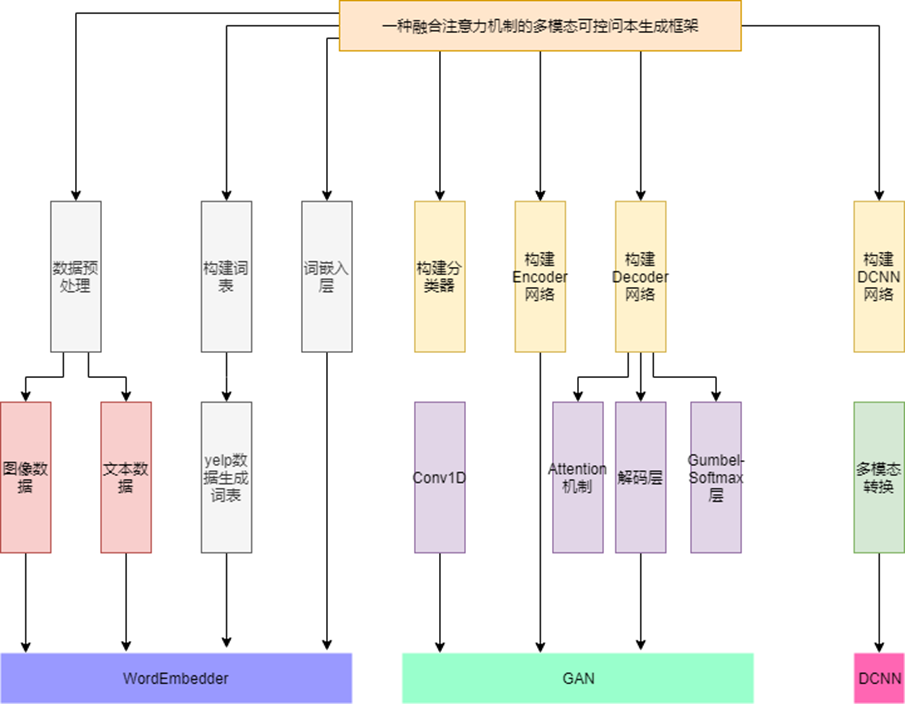 一种融合注意力机制的多模态可控问本生成框架
数据预
处理
构建词
表
词嵌入
层
构建分
类器
构建
Encoder
网络
构建
Decoder
网络
构建
DCNN
网络
图像数
据
文本数
据
yelp数
据生成
词表
Conv1D
Attention
机制
解码层
Gumbel-
Softmax
层
多模态
转换
WordEmbedder
GAN
DCNN